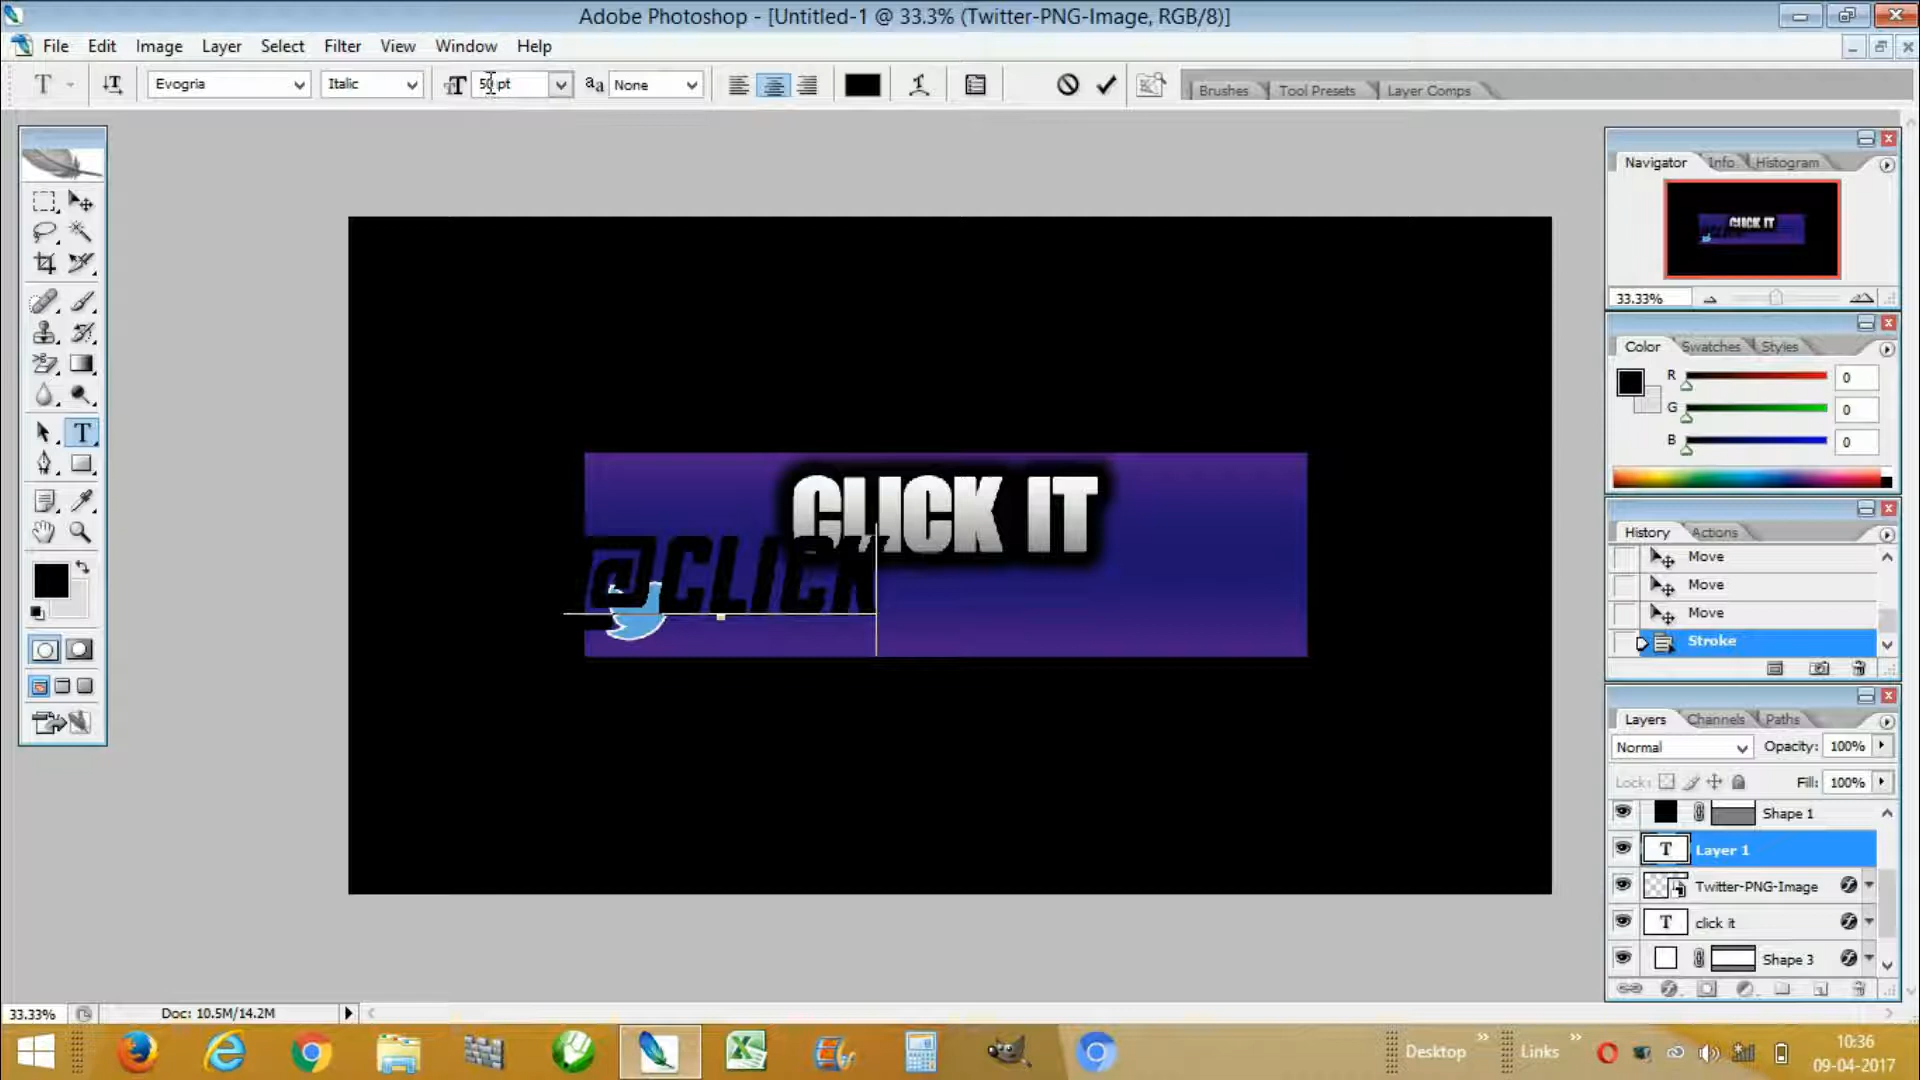 Adobe Photoshop - [Untitled-1 @ 33.3% (Twitter-PNG-Image, RGB/8)]
File Edit Image Layer Select Filter View Window Help
T Evogria Italic 50 pt aa None Brushes Tool Presets Layer Comps
Navigator Info Histogram
CLICK IT
33.33%
Color Swatches Styles
R 0
G 0
B 0
CLICK IT
@CLICK
History Actions
Move
Move
Move
Stroke
Layers Channels Paths
Normal Opacity: 100%
Lock: Fill: 100%
Shape 1
T Layer 1
Twitter-PNG-Image
T click it
Shape 3
33.33% Doc: 10.5M/14.2M
Desktop Links
10:36
09-04-2017